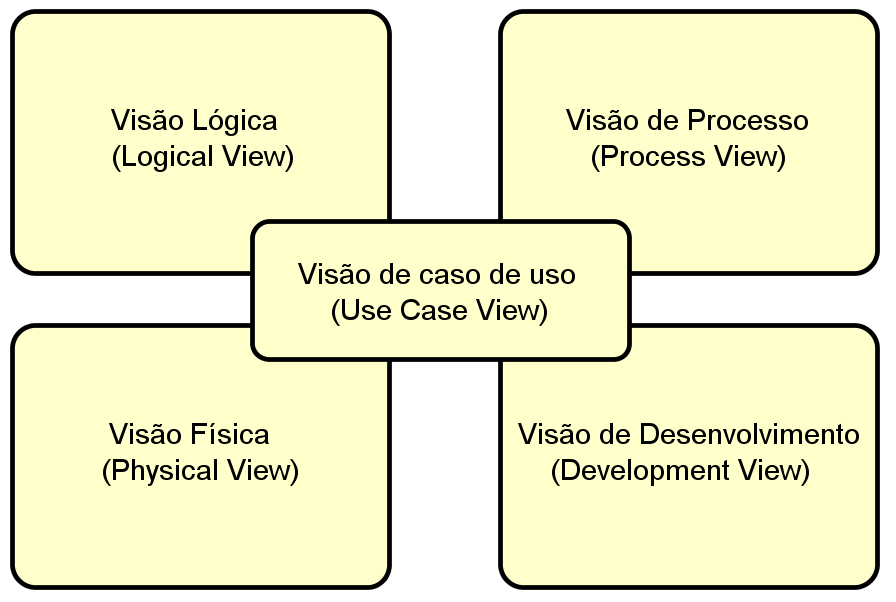 Visão Lógica
(Logical View)
Visão de Processo
(Process View)
Visão de caso de uso
(Use Case View)
Visão Física
(Physical View)
Visão de Desenvolvimento
(Development View)